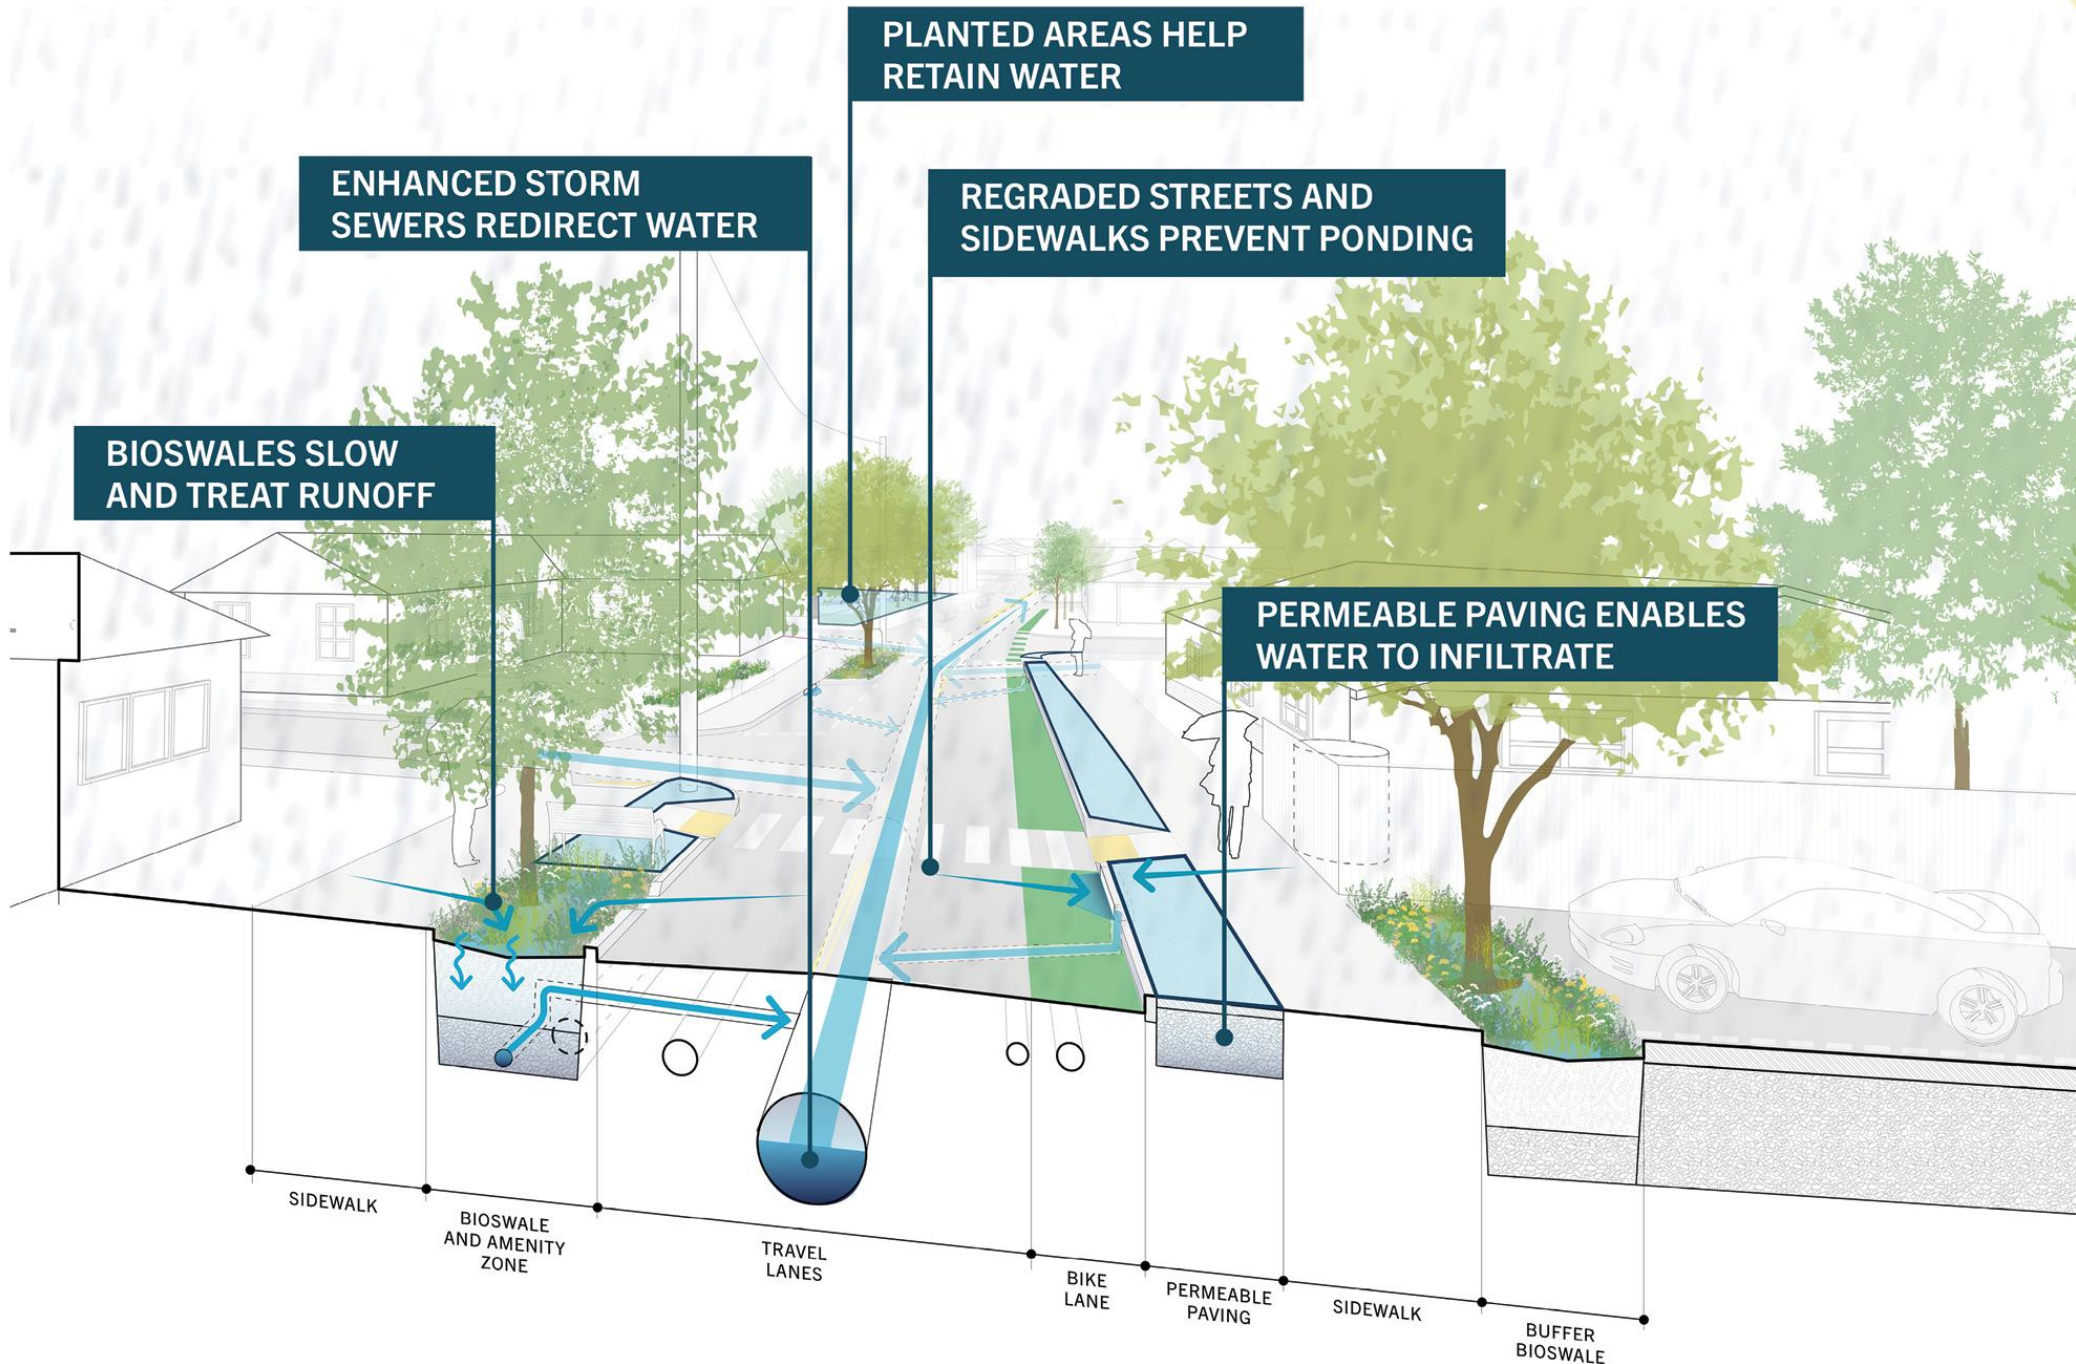 PLANTED AREAS HELP
RETAIN WATER
ENHANCED STORM
SEWERS REDIRECT WATER
REGRADED STREETS AND
SIDEWALKS PREVENT PONDING
BIOSWALES SLOW
AND TREAT RUNOFF
PERMEABLE PAVING ENABLES
WATER TO INFILTRATE
SIDEWALK
BIOSWALE
AND AMENITY
ZONE
TRAVEL
LANES
BIKE
LANE
PERMEABLE
PAVING
SIDEWALK
BUFFER
BIOSWALE